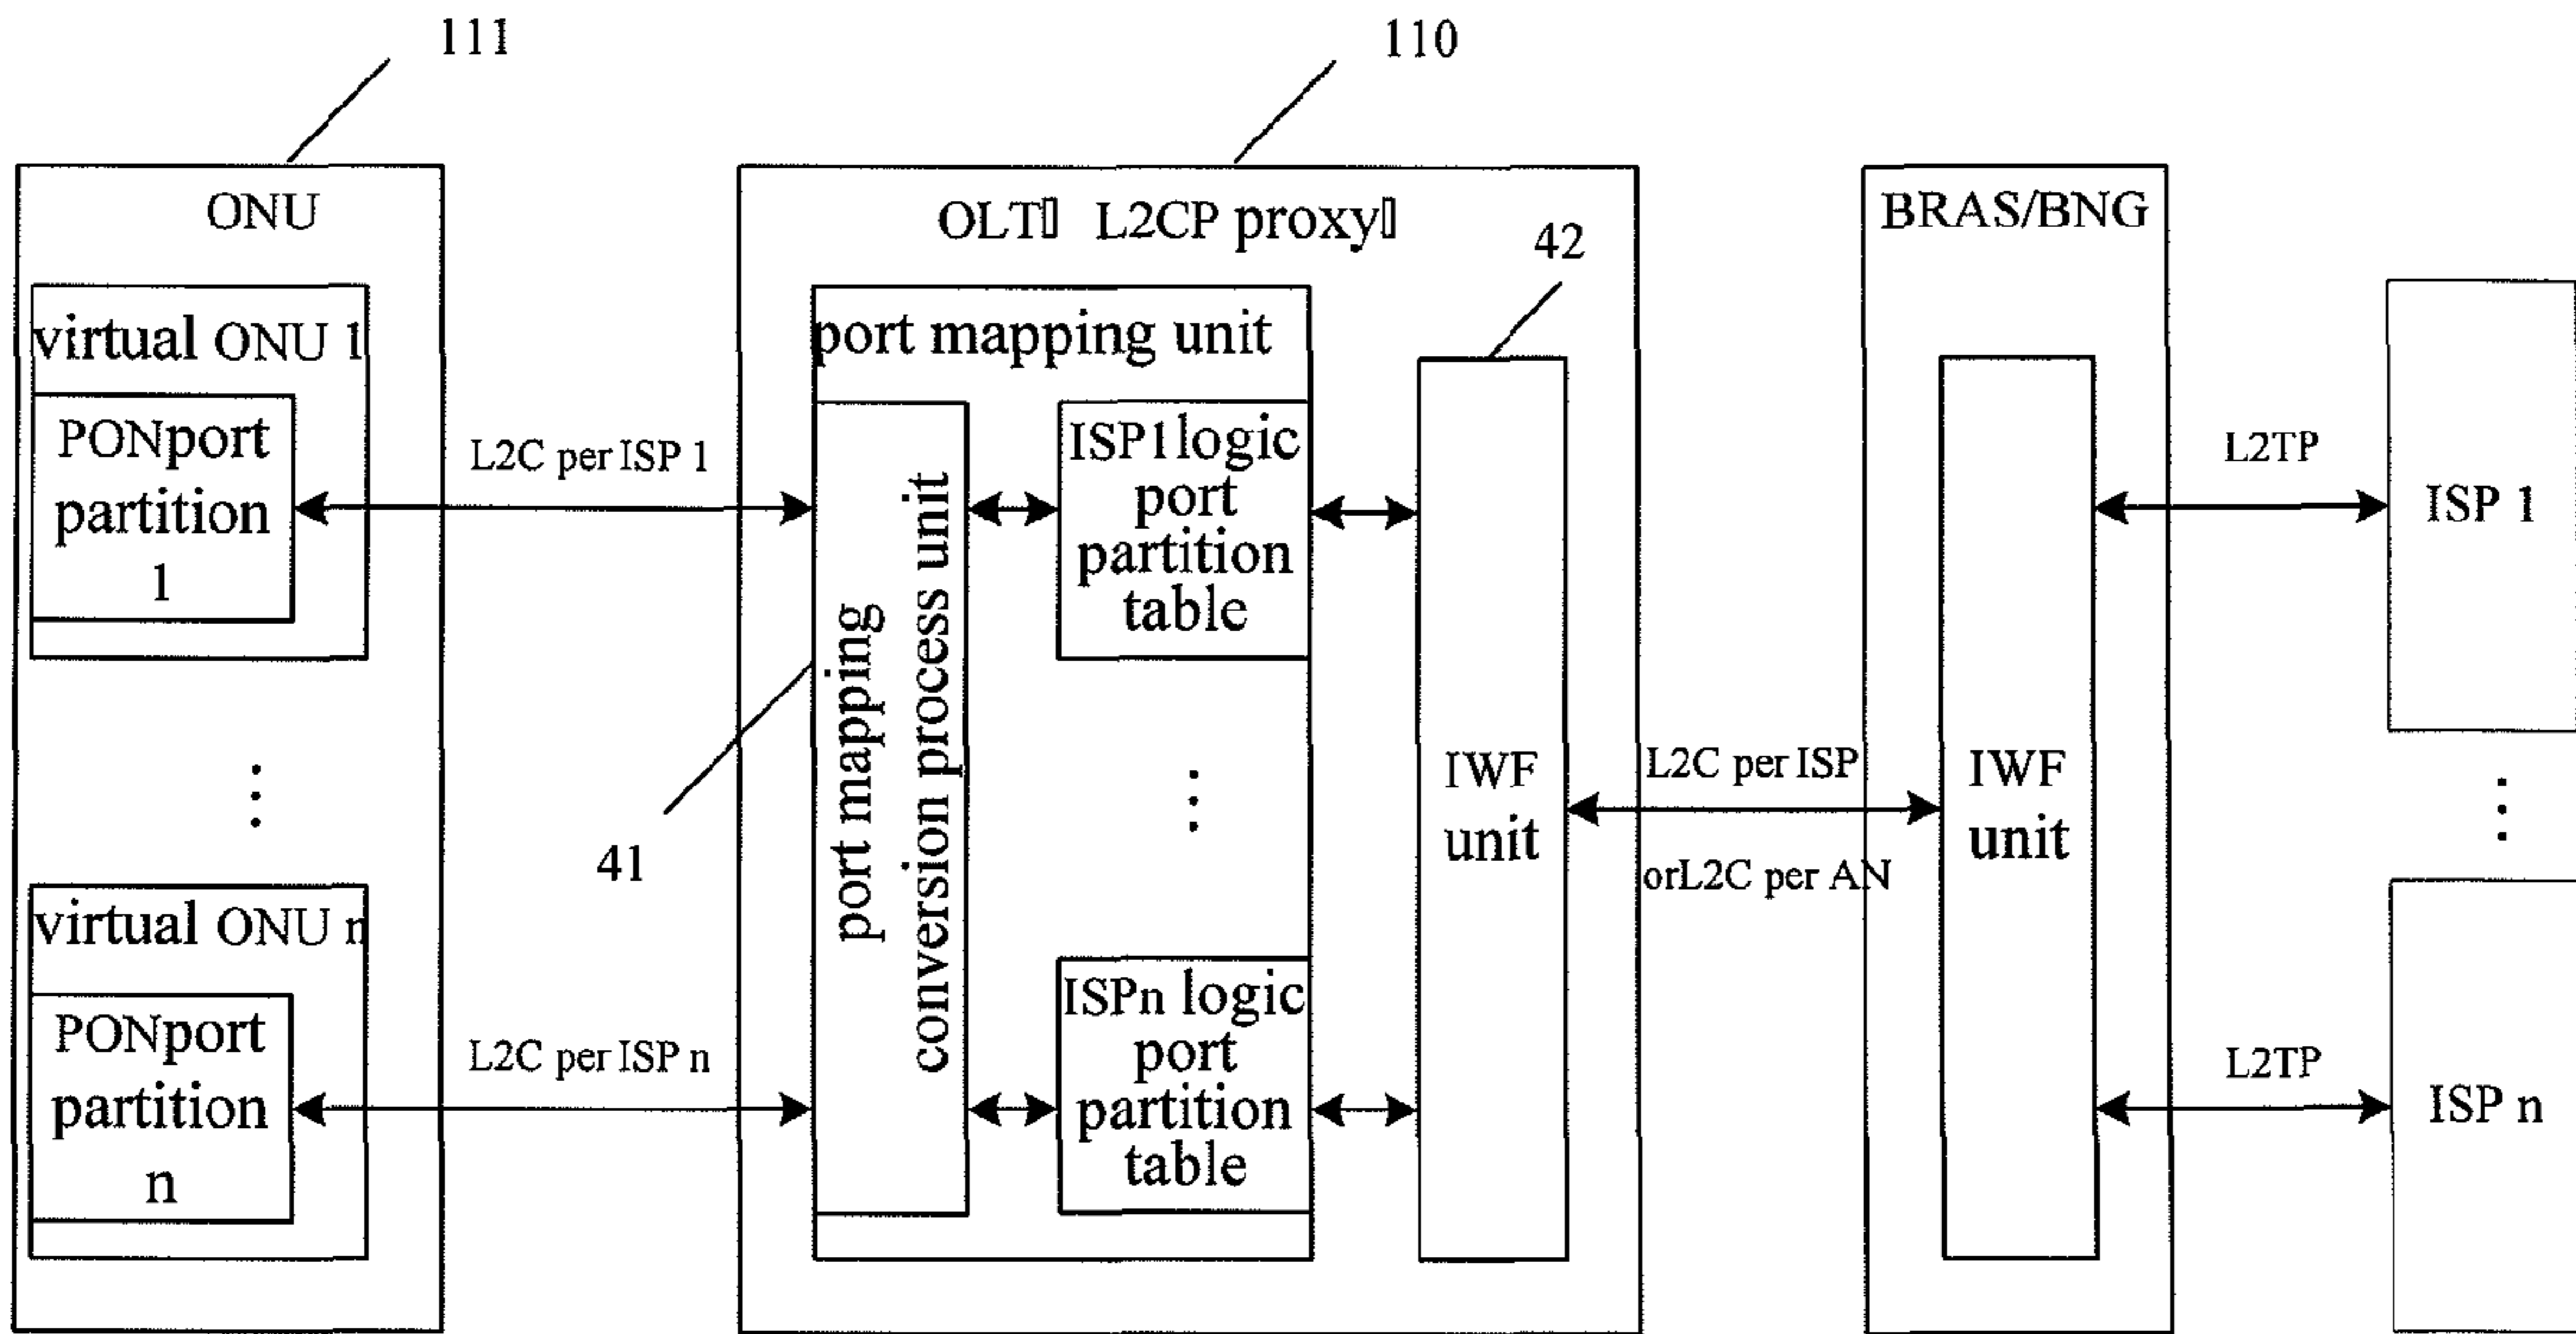 111
110
ONU
OLT▯ L2CP proxy▯
BRAS/BNG
42
virtual ONU 1
PONport
partition
1
L2C per ISP 1
port mapping unit
port mapping
conversion process unit
ISP1logic
port
partition
table
41
IWF
unit
L2C per ISP
orL2C per AN
IWF
unit
L2TP
ISP 1
virtual ONU n
PONport
partition
n
L2C per ISP n
ISPn logic
port
partition
table
L2TP
ISP n